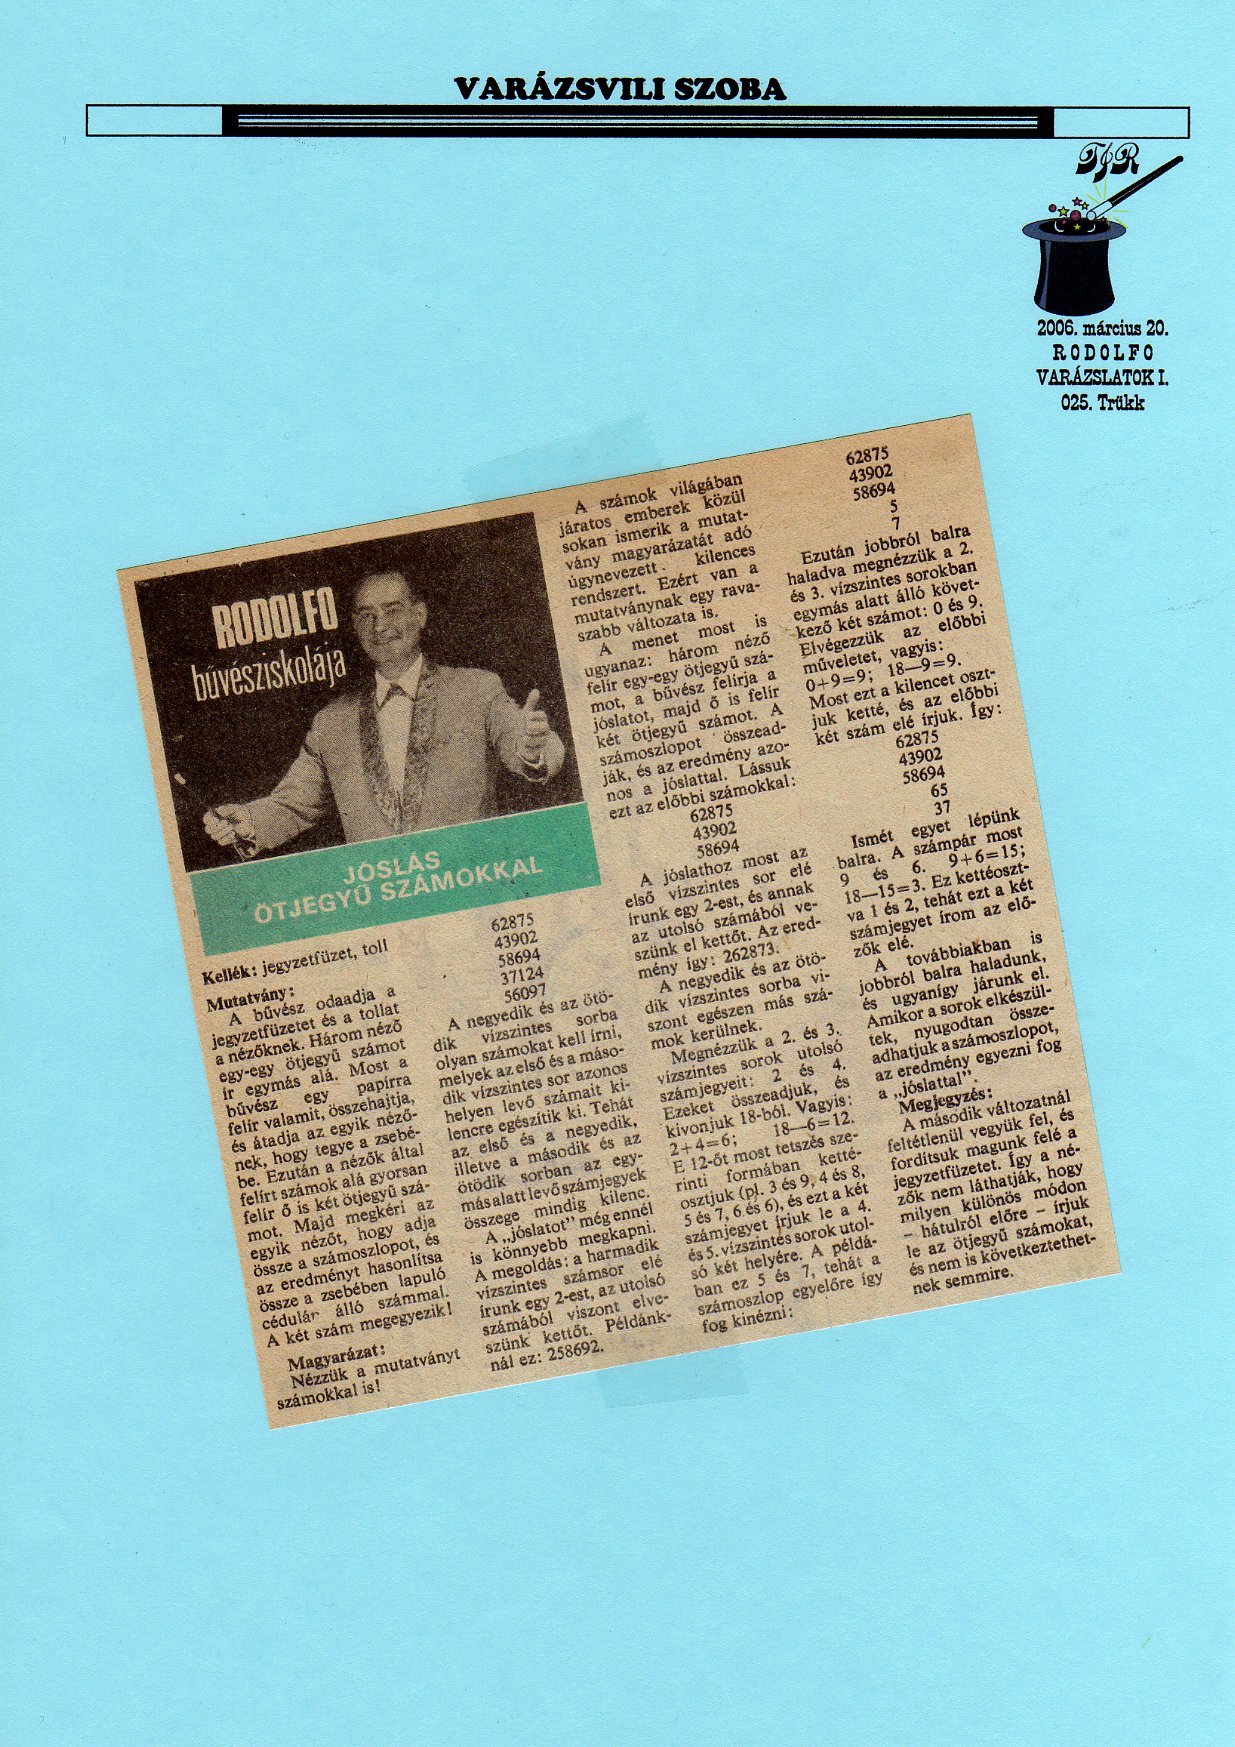 VARÁZSVILI SZOBA
TJR
2006. március 20.
RODOLFO
VARÁZSLATOK I.
025. Trükk
RODOLFO
bűvésziskolája
JÓSLÁS
ÖTJEGYŰ SZÁMOKKAL
Kellék: jegyzetfüzet, toll
Mutatvány:
A bűvész odaadja a
jegyzetfüzetet és a tollat
a nézőknek. Három néző
egy-egy ötjegyű számot
ír egymás alá. Most a
bűvész egy papírra
felír valamit, összehajtja,
és átadja az egyik néző-
nek, hogy tegye a zsebé-
be. Ezután a nézők által
felírt számok alá gyorsan
felír ő is két ötjegyű szá-
mot. Majd megkéri az
egyik nézőt, hogy adja
össze a számoszlopot, és
az eredményt hasonlítsa
össze a zsebében lapuló
cédulán álló számmal.
A két szám megegyezik!
Magyarázat:
Nézzük a mutatványt
számokkal is!
62875
43902
58694
37124
56097
A negyedik és az ötö-
dik vízszintes sorba
olyan számokat kell írni,
melyek az első és a máso-
dik vízszintes sor azonos
helyen levő számait ki-
lencre egészítik ki. Tehát
az első és a negyedik,
illetve a második és az
ötödik sorban az egy-
más alatt levő számjegyek
összege mindig kilenc.
A „jóslatot” még ennél
is könnyebb megkapni.
A megoldás: a harmadik
vízszintes számsor elé
írunk egy 2-est, az utolsó
számából viszont elve-
szünk kettőt. Példánk-
nál ez: 258692.
A számok világában
járatos emberek közül
sokan ismerik a mutat-
vány magyarázatát adó
úgynevezett kilences
rendszert. Ezért van a
mutatványnak egy rava-
szabb változata is.
A menet most is
ugyanaz: három néző
felír egy-egy ötjegyű szá-
mot, a bűvész felírja a
jóslatot, majd ő is felír
két ötjegyű számot. A
számoszlopot összead-
ják, és az eredmény azo-
nos a jóslattal. Lássuk
ezt az előbbi számokkal:
62875
43902
58694
A jóslathoz most az
első vízszintes sor elé
írunk egy 2-est, és annak
az utolsó számából ve-
szünk el kettőt. Az ered-
mény így: 262873.
A negyedik és az ötö-
dik vízszintes sorba vi-
szont egészen más szá-
mok kerülnek.
Megnézzük a 2. és 3.
vízszintes sorok utolsó
számjegyeit: 2 és 4.
Ezeket összeadjuk, és
kivonjuk 18-ból. Vagyis:
2+4=6; 18—6=12.
E 12-őt most tetszés sze-
rinti formában ketté-
osztjuk (pl. 3 és 9, 4 és 8,
5 és 7, 6 és 6), és ezt a két
számjegyet írjuk le a 4.
és 5. vízszintes sorok utol-
só két helyére. A példá-
ban ez 5 és 7, tehát a
számoszlop egyelőre így
fog kinézni:
62875
43902
58694
5
7
Ezután jobbról balra
haladva megnézzük a 2.
és 3. vízszintes sorokban
egymás alatt álló követ-
kező két számot: 0 és 9.
Elvégezzük az előbbi
műveletet, vagyis:
0+9=9; 18—9=9.
Most ezt a kilencet oszt-
juk ketté, és az előbbi
két szám elé írjuk. Így:
62875
43902
58694
65
37
Ismét egyet lépünk
balra. A számpár most
9 és 6. 9+6=15;
18—15=3. Ez kettéoszt-
va 1 és 2, tehát ezt a két
számjegyet írom az elő-
zők elé.
A továbbiakban is
jobbról balra haladunk,
és ugyanígy járunk el.
Amikor a sorok elkészül-
tek, nyugodtan össze-
adhatjuk a számoszlopot,
az eredmény egyezni fog
a „jóslattal”.
Megjegyzés:
A második változatnál
feltétlenül vegyük fel, és
fordítsuk magunk felé a
jegyzetfüzetet. Így a né-
zők nem láthatják, hogy
milyen különös módon
– hátulról előre – írjuk
le az ötjegyű számokat,
és nem is következtethet-
nek semmire.